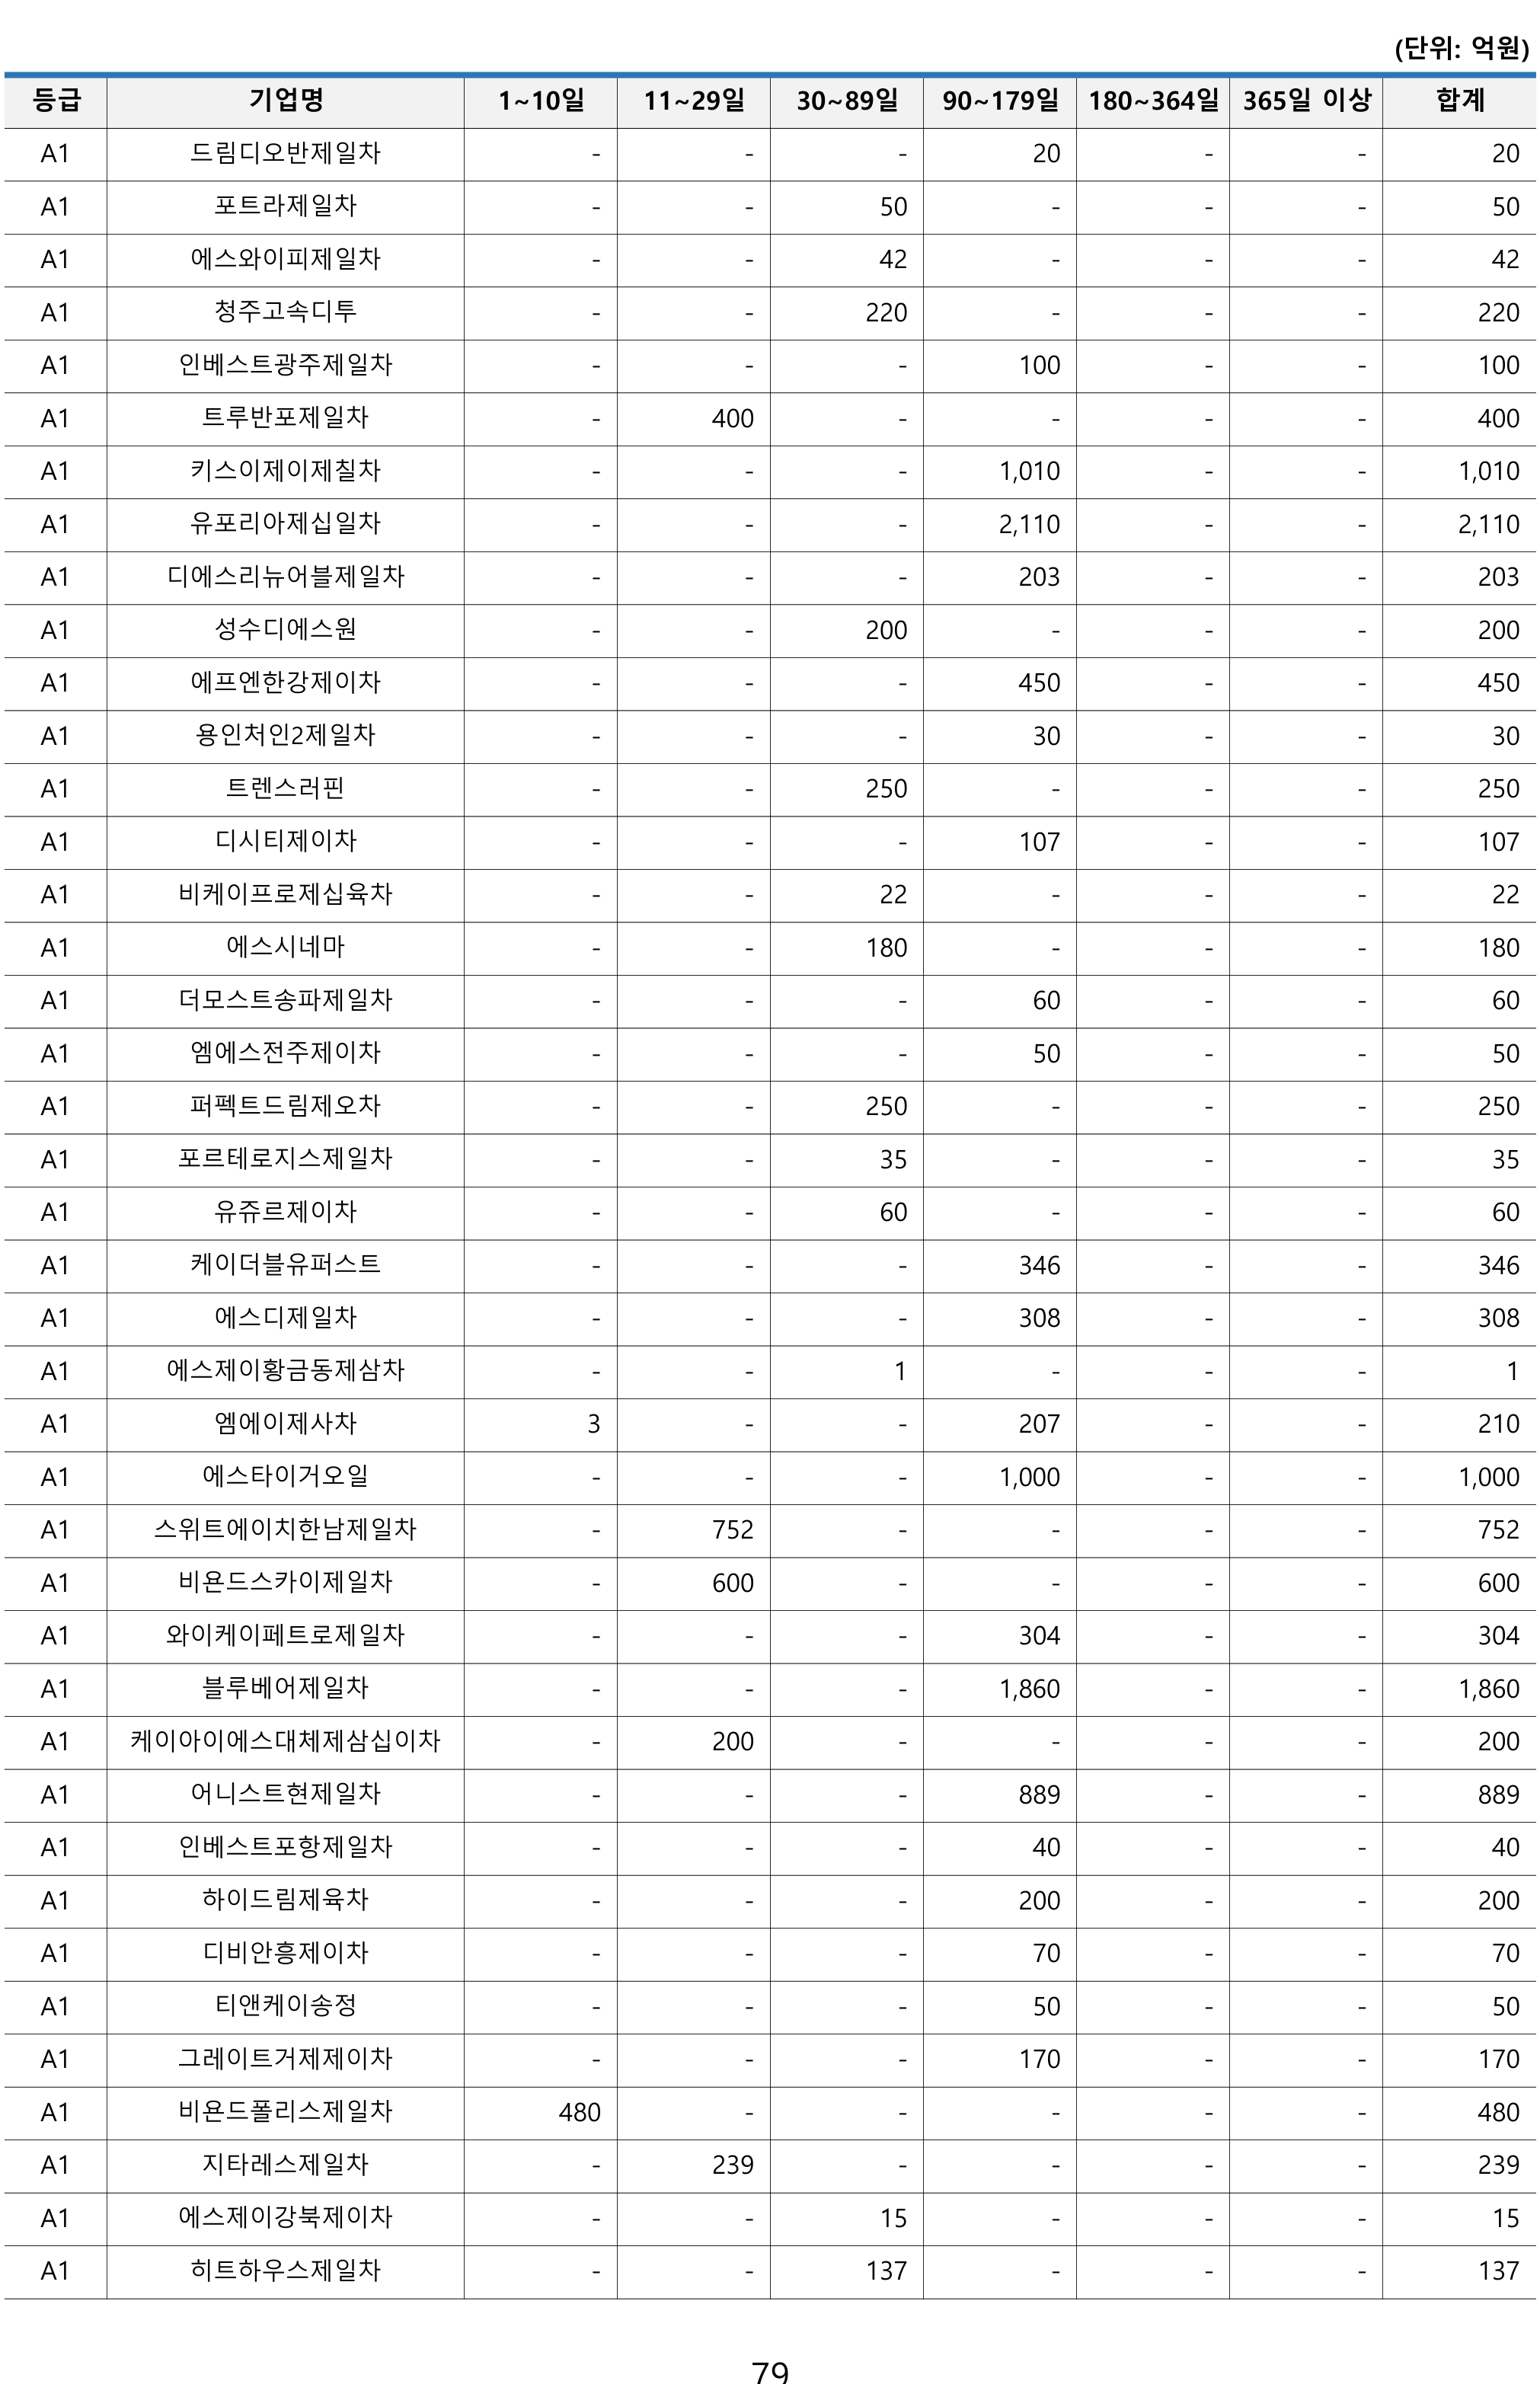 (단위: 억원)
등급 기업명 1~10일 11~29일 30~89일 90~179일 180~364일 365일 이상 합계
A1 드림디오반제일차 - - - 20 - - 20
A1 포트라제일차 - - 50 - - - 50
A1 에스와이피제일차 - - 42 - - - 42
A1 청주고속디투 - - 220 - - - 220
A1 인베스트광주제일차 - - - 100 - - 100
A1 트루반포제일차 - 400 - - - - 400
A1 키스이제이제칠차 - - - 1,010 - - 1,010
A1 유포리아제십일차 - - - 2,110 - - 2,110
A1 디에스리뉴어블제일차 - - - 203 - - 203
A1 성수디에스원 - - 200 - - - 200
A1 에프엔한강제이차 - - - 450 - - 450
A1 용인처인2제일차 - - - 30 - - 30
A1 트렌스러핀 - - 250 - - - 250
A1 디시티제이차 - - - 107 - - 107
A1 비케이프로제십육차 - - 22 - - - 22
A1 에스시네마 - - 180 - - - 180
A1 더모스트송파제일차 - - - 60 - - 60
A1 엠에스전주제이차 - - - 50 - - 50
A1 퍼펙트드림제오차 - - 250 - - - 250
A1 포르테로지스제일차 - - 35 - - - 35
A1 유쥬르제이차 - - 60 - - - 60
A1 케이더블유퍼스트 - - - 346 - - 346
A1 에스디제일차 - - - 308 - - 308
A1 에스제이황금동제삼차 - - 1 - - - 1
A1 엠에이제사차 3 - - 207 - - 210
A1 에스타이거오일 - - - 1,000 - - 1,000
A1 스위트에이치한남제일차 - 752 - - - - 752
A1 비욘드스카이제일차 - 600 - - - - 600
A1 와이케이페트로제일차 - - - 304 - - 304
A1 블루베어제일차 - - - 1,860 - - 1,860
A1 케이아이에스대체제삼십이차 - 200 - - - - 200
A1 어니스트현제일차 - - - 889 - - 889
A1 인베스트포항제일차 - - - 40 - - 40
A1 하이드림제육차 - - - 200 - - 200
A1 디비안흥제이차 - - - 70 - - 70
A1 티앤케이송정 - - - 50 - - 50
A1 그레이트거제제이차 - - - 170 - - 170
A1 비욘드폴리스제일차 480 - - - - - 480
A1 지타레스제일차 - 239 - - - - 239
A1 에스제이강북제이차 - - 15 - - - 15
A1 히트하우스제일차 - - 137 - - - 137
79